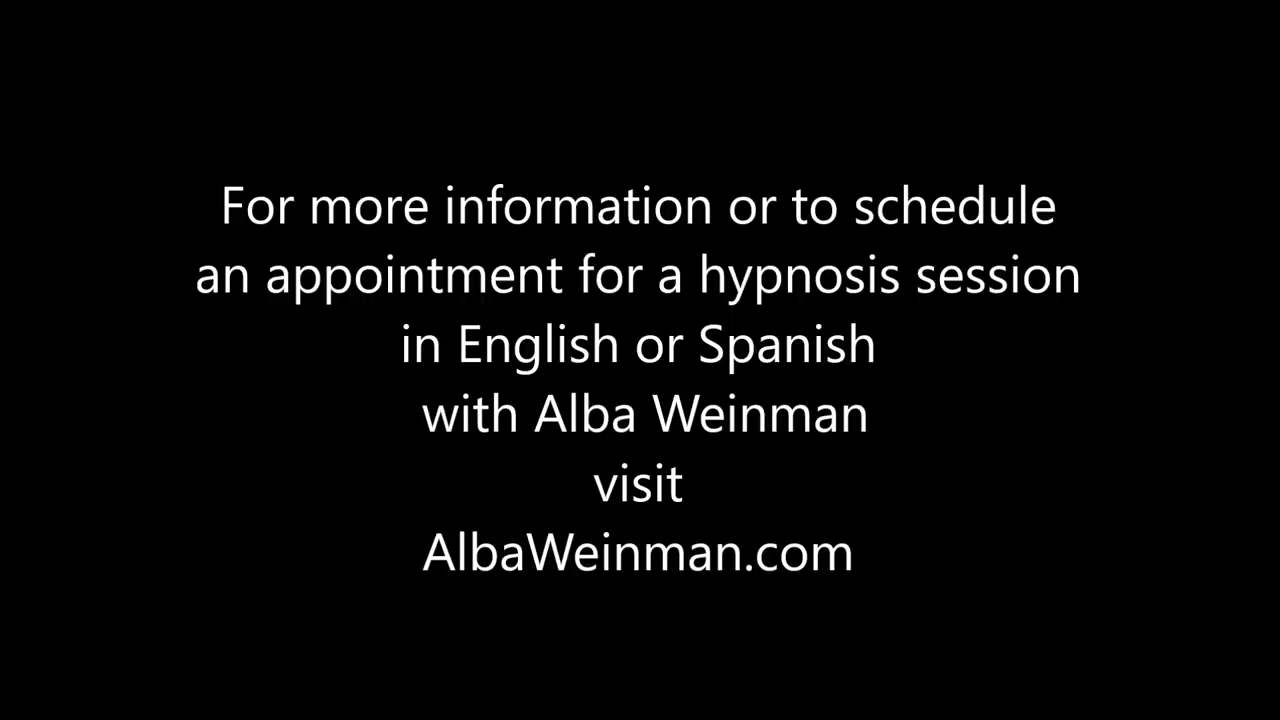 For more information or to schedule
an appointment for a hypnosis session
in English or Spanish
with Alba Weinman
visit
AlbaWeinman.com